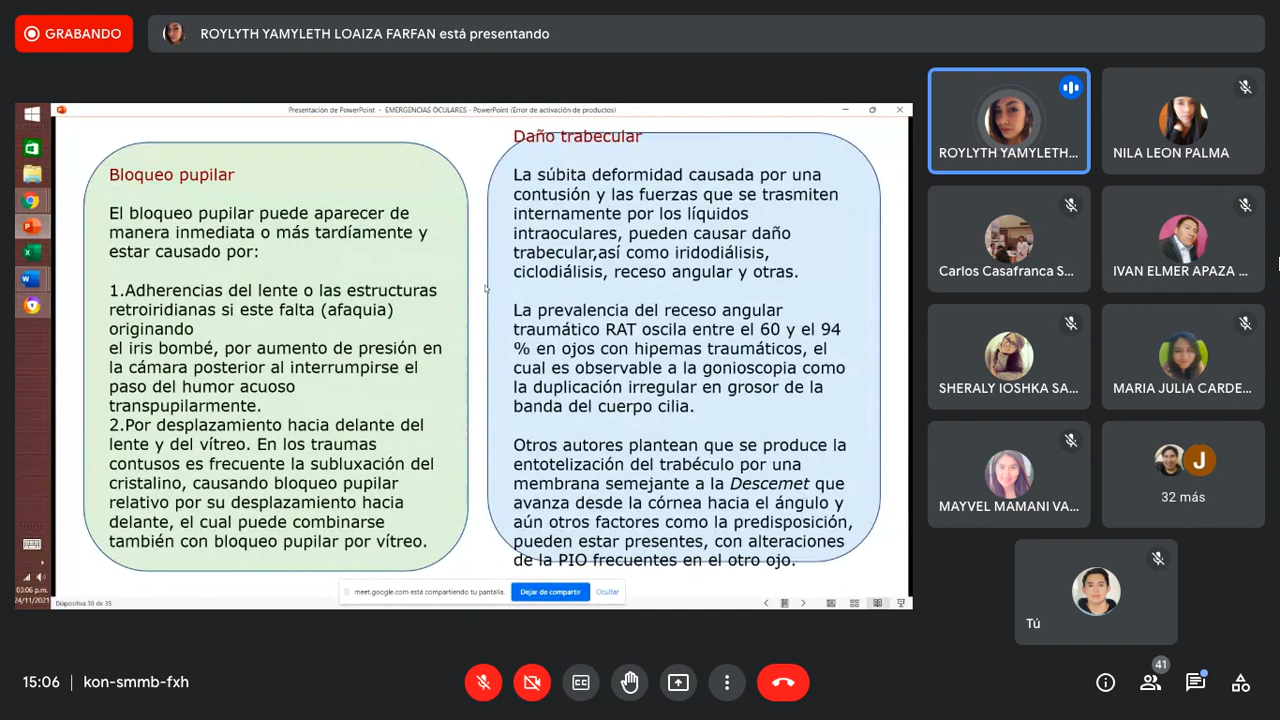 GRABANDO
ROYLYTH YAMYLETH LOAIZA FARFAN está presentando
Presentación de PowerPoint - EMERGENCIAS OCULARES - PowerPoint (Error de activación de productos)
Bloqueo pupilar
El bloqueo pupilar puede aparecer de
manera inmediata o más tardíamente y
estar causado por:
1.Adherencias del lente o las estructuras
retroiridianas si este falta (afaquia)
originando
el iris bombé, por aumento de presión en
la cámara posterior al interrumpirse el
paso del humor acuoso
transpupilarmente.
2.Por desplazamiento hacia delante del
lente y del vítreo. En los traumas
contusos es frecuente la subluxación del
cristalino, causando bloqueo pupilar
relativo por su desplazamiento hacia
delante, el cual puede combinarse
también con bloqueo pupilar por vítreo.
Daño trabecular
La súbita deformidad causada por una
contusión y las fuerzas que se trasmiten
internamente por los líquidos
intraoculares, pueden causar daño
trabecular,así como iridodiálisis,
ciclodiálisis, receso angular y otras.
La prevalencia del receso angular
traumático RAT oscila entre el 60 y el 94
% en ojos con hipemas traumáticos, el
cual es observable a la gonioscopia como
la duplicación irregular en grosor de la
banda del cuerpo cilia.
Otros autores plantean que se produce la
entotelización del trabéculo por una
membrana semejante a la Descemet que
avanza desde la córnea hacia el ángulo y
aún otros factores como la predisposición,
pueden estar presentes, con alteraciones
de la PIO frecuentes en el otro ojo.
meet.google.com está compartiendo tu pantalla.
Dejar de compartir
Ocultar
03:06 p.m.
24/11/2021
Diapositiva 30 de 35
ROYLYTH YAMYLETH...
NILA LEON PALMA
Carlos Casafranca S...
IVAN ELMER APAZA ...
SHERALY IOSHKA SA...
MARIA JULIA CARDE...
MAYVEL MAMANI VA...
J
32 más
Tú
15:06 | kon-smmb-fxh
CC
41